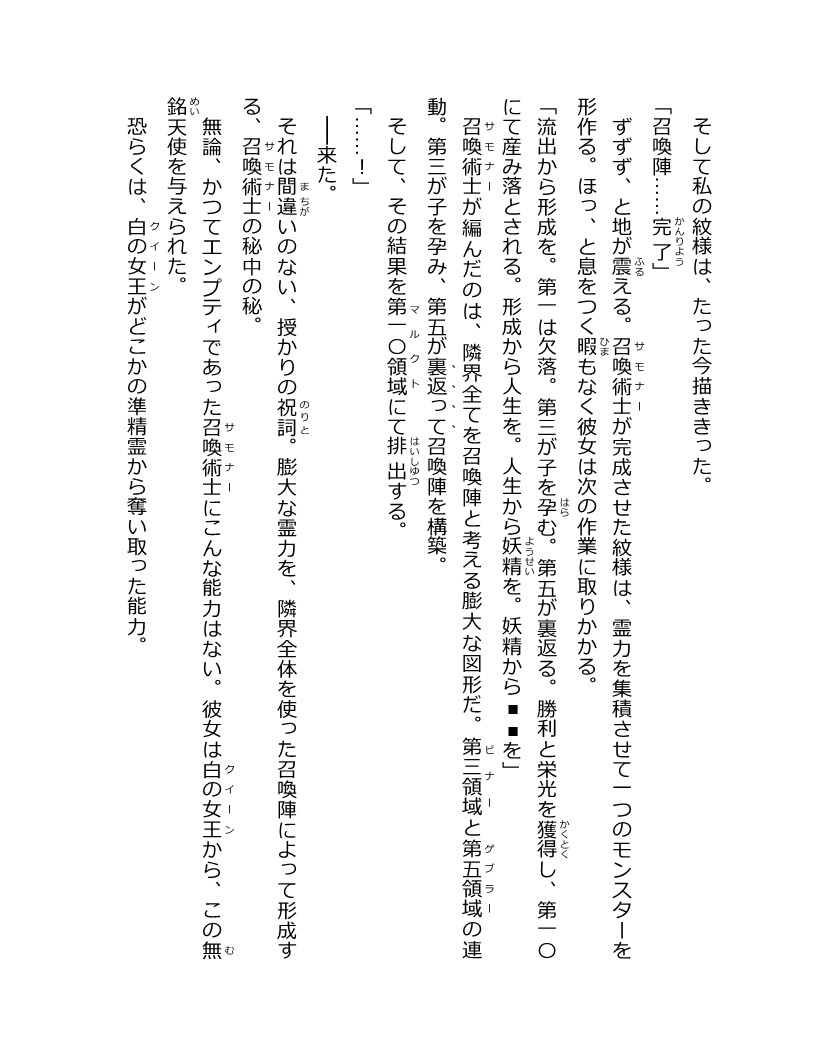 そして私の紋様は、たった今描ききった。
「召喚陣……完了」
ずずず、と地が震える。召喚術士が完成させた紋様は、霊力を集積させて一つのモンスターを
形作る。ほっ、と息をつく暇もなく彼女は次の作業に取りかかる。
「流出から形成を。第一は欠落。第三が子を孕む。第五が裏返る。勝利と栄光を獲得し、第一〇
にて産み落とされる。形成から人生を。人生から妖精を。妖精から■■を」
召喚術士が編んだのは、隣界全てを召喚陣と考える膨大な図形だ。第三領域と第五領域の連
動。第三が子を孕み、第五が裏返って召喚陣を構築。
そして、その結果を第一〇領域にて排出する。
「……！」
──来た。
それは間違いのない、授かりの祝詞。膨大な霊力を、隣界全体を使った召喚陣によって形成す
る、召喚術士の秘中の秘。
無論、かつてエンプティであった召喚術士にこんな能力はない。彼女は白の女王から、この無
銘天使を与えられた。
恐らくは、白の女王がどこかの準精霊から奪い取った能力。